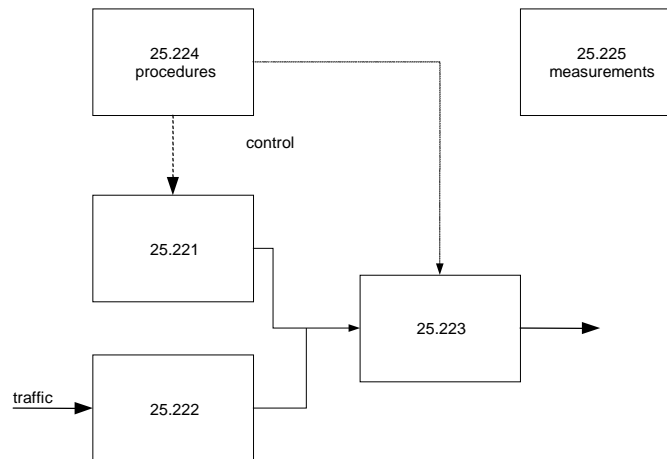 25.224
procedures
25.225
measurements
control
25.221
25.223
traffic
25.222